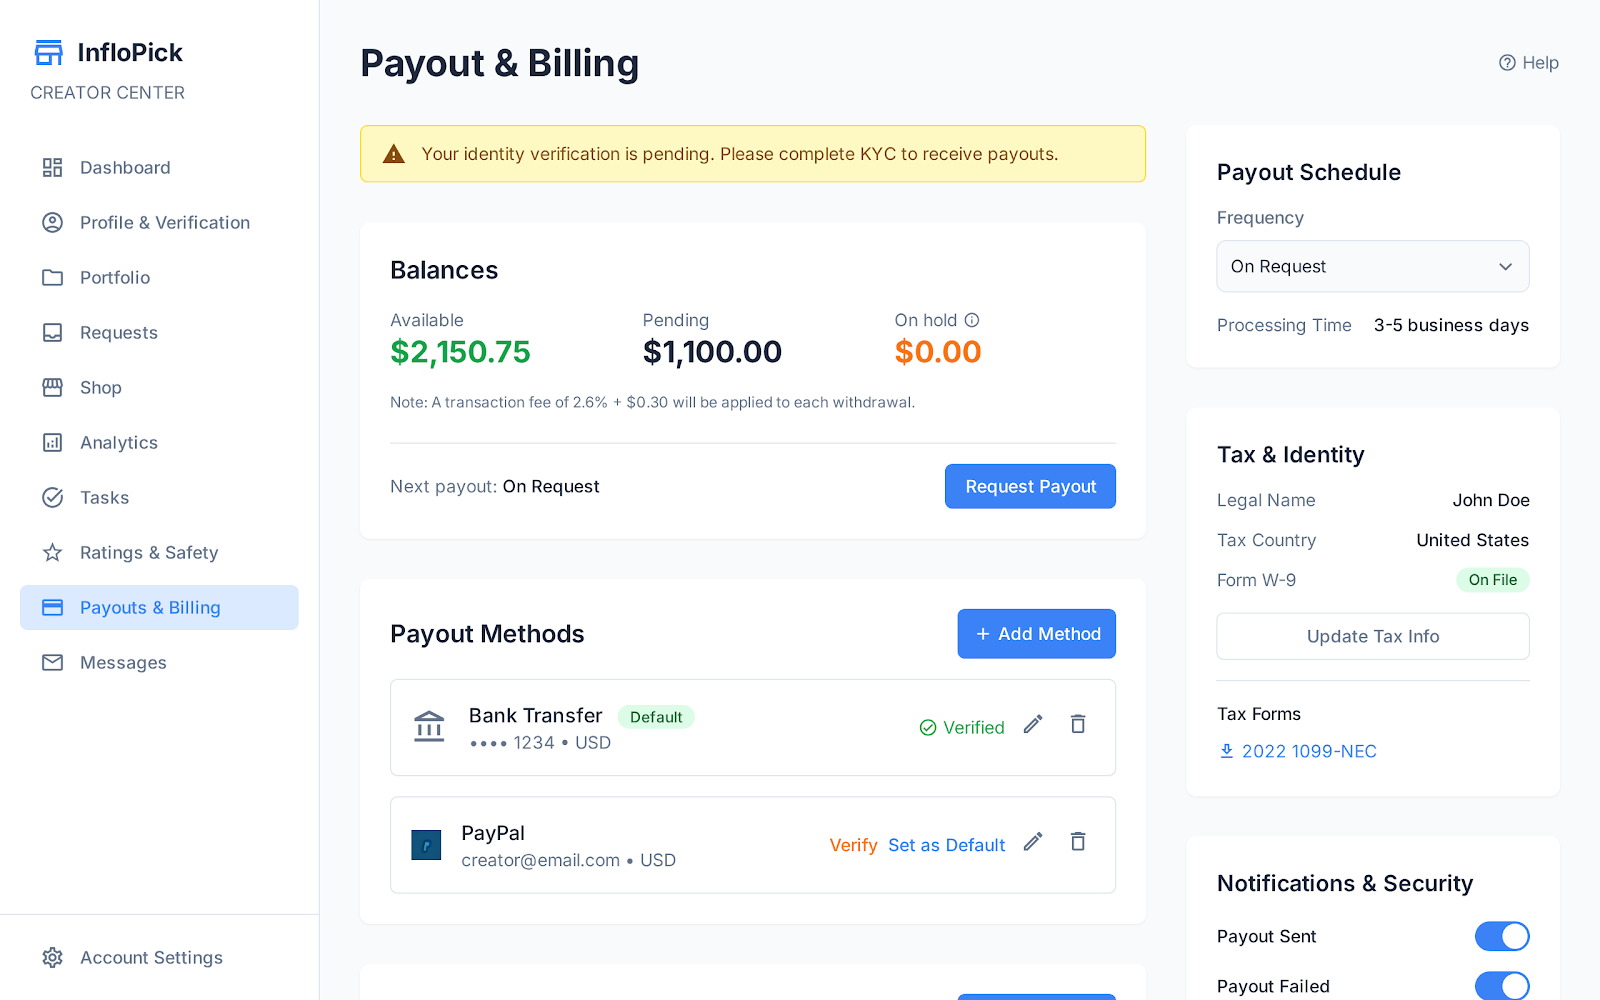 InfloPick
CREATOR CENTER
Dashboard
Profile & Verification
Portfolio
Requests
Shop
Analytics
Tasks
Ratings & Safety
Payouts & Billing
Messages
Account Settings
Payout & Billing
Help
Your identity verification is pending. Please complete KYC to receive payouts.
Balances
Available
$2,150.75
Pending
$1,100.00
On hold
$0.00
Note: A transaction fee of 2.6% + $0.30 will be applied to each withdrawal.
Next payout: On Request
Request Payout
Payout Methods
+ Add Method
Bank Transfer Default
•••• 1234 • USD
Verified
PayPal
creator@email.com • USD
Verify Set as Default
Payout Schedule
Frequency
On Request
Processing Time 3-5 business days
Tax & Identity
Legal Name John Doe
Tax Country United States
Form W-9 On File
Update Tax Info
Tax Forms
2022 1099-NEC
Notifications & Security
Payout Sent
Payout Failed